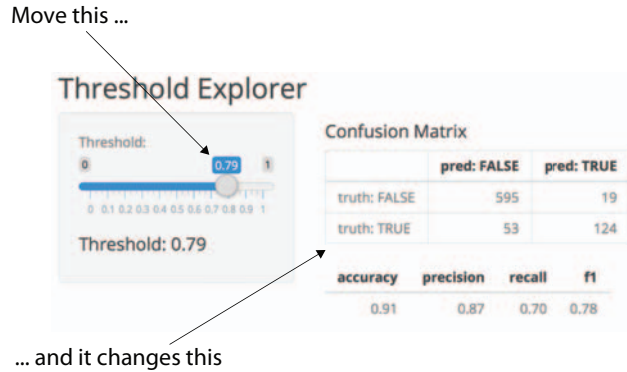 Move this ...
Threshold Explorer
Threshold:
0 0.79 1
0 0.1 0.2 0.3 0.4 0.5 0.6 0.7 0.8 0.9 1
Threshold: 0.79
Confusion Matrix
pred: FALSE pred: TRUE
truth: FALSE 595 19
truth: TRUE 53 124
accuracy precision recall f1
0.91 0.87 0.70 0.78
... and it changes this